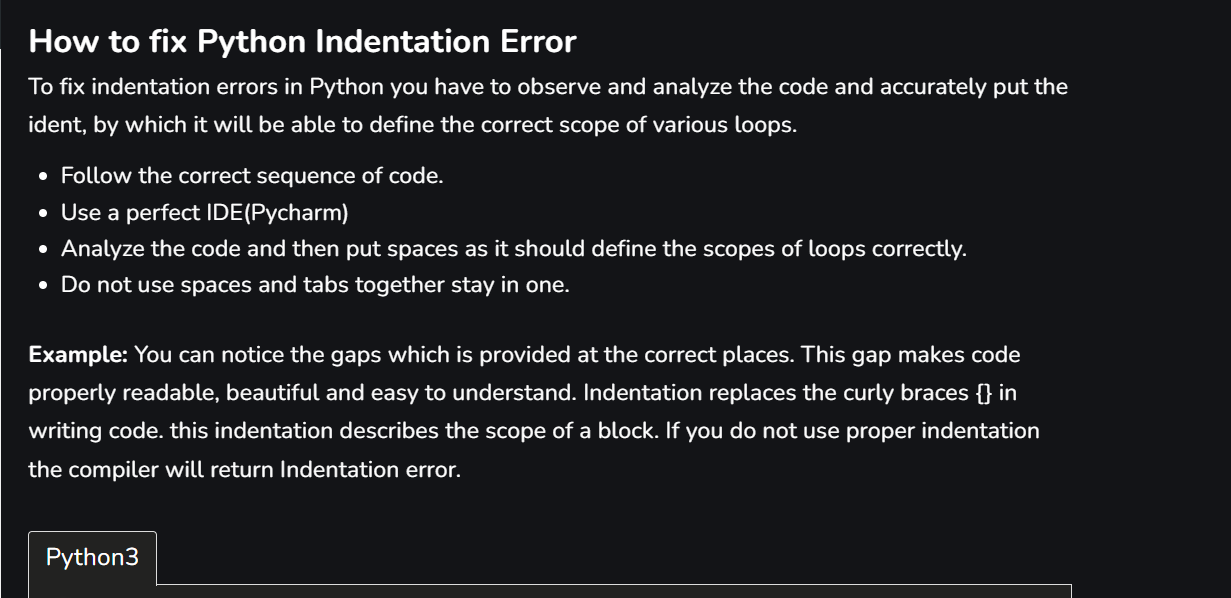 How to fix Python Indentation Error
To fix indentation errors in Python you have to observe and analyze the code and accurately put the
ident, by which it will be able to define the correct scope of various loops.
• Follow the correct sequence of code.
• Use a perfect IDE(Pycharm)
• Analyze the code and then put spaces as it should define the scopes of loops correctly.
• Do not use spaces and tabs together stay in one.
Example: You can notice the gaps which is provided at the correct places. This gap makes code
properly readable, beautiful and easy to understand. Indentation replaces the curly braces {} in
writing code. this indentation describes the scope of a block. If you do not use proper indentation
the compiler will return Indentation error.
Python3